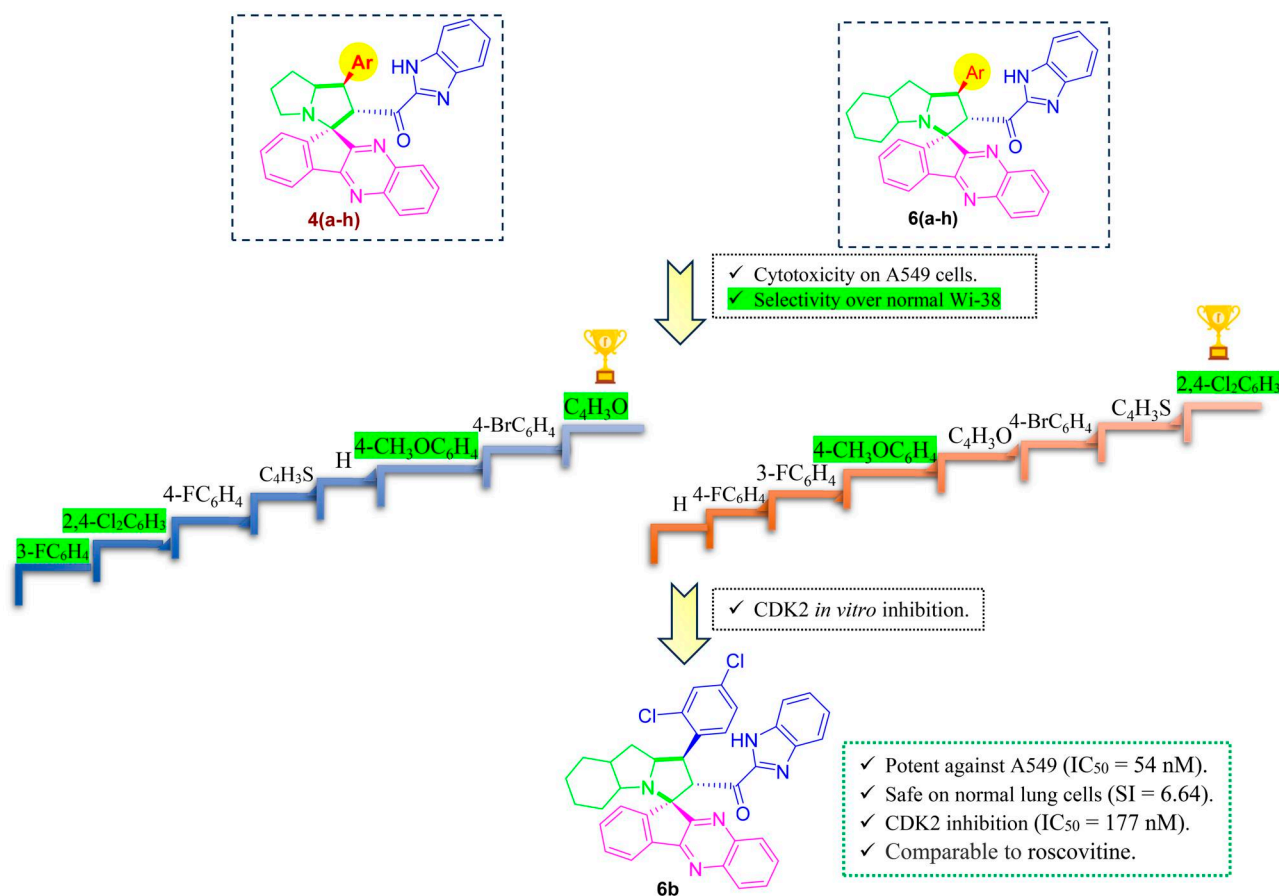 Ar
HN
N
N
O
N
N
4(a-h)
Ar
HN
N
N
O
N
N
6(a-h)
✓ Cytotoxicity on A549 cells.
✓ Selectivity over normal Wi-38
3-FC₆H₄
2,4-Cl₂C₆H₃
4-FC₆H₄
C₄H₃S
H
4-CH₃OC₆H₄
4-BrC₆H₄
C₄H₃O
H
4-FC₆H₄
3-FC₆H₄
4-CH₃OC₆H₄
C₄H₃O
4-BrC₆H₄
C₄H₃S
2,4-Cl₂C₆H₃
✓ CDK2 in vitro inhibition.
Cl
Cl
HN
N
N
O
N
N
6b
✓ Potent against A549 (IC₅₀ = 54 nM).
✓ Safe on normal lung cells (SI = 6.64).
✓ CDK2 inhibition (IC₅₀ = 177 nM).
✓ Comparable to roscovitine.